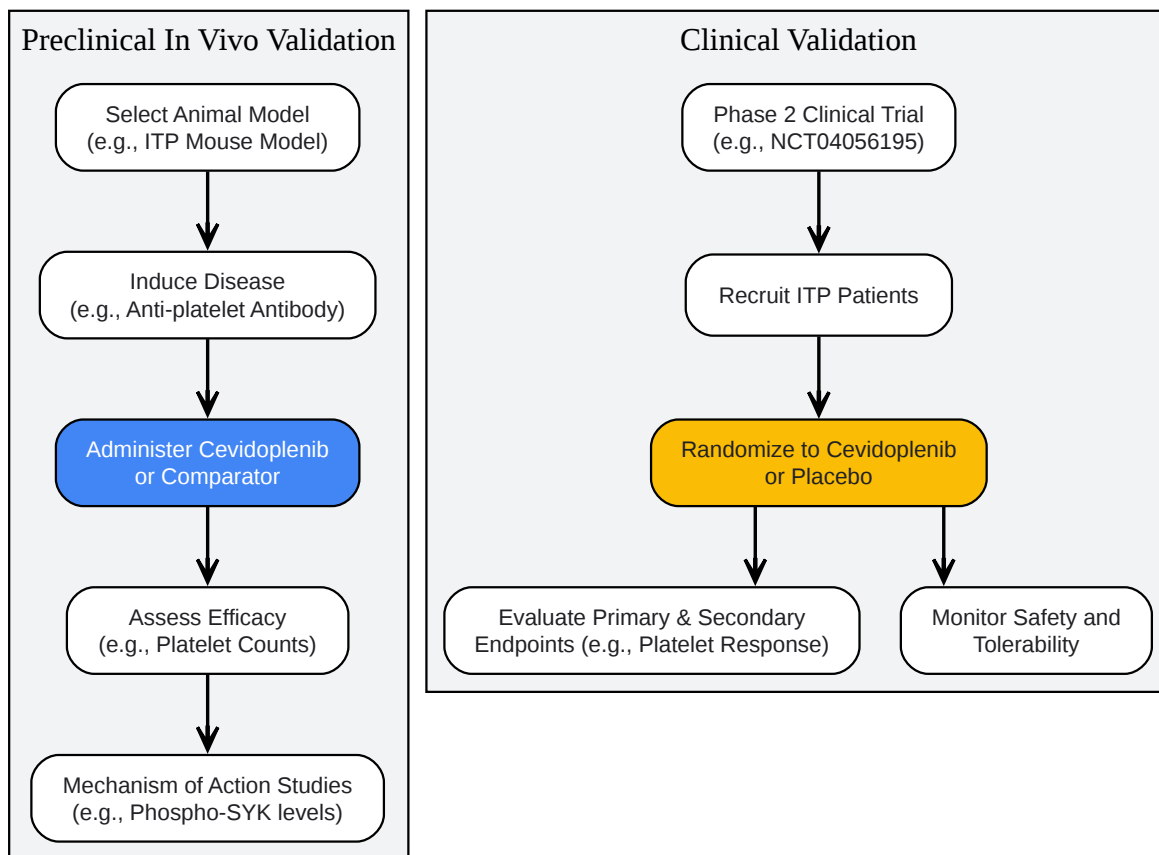 Preclinical In Vivo Validation
Select Animal Model
(e.g., ITP Mouse Model)
Induce Disease
(e.g., Anti-platelet Antibody)
Administer Cevidoplenib
or Comparator
Assess Efficacy
(e.g., Platelet Counts)
Mechanism of Action Studies
(e.g., Phospho-SYK levels)
Clinical Validation
Phase 2 Clinical Trial
(e.g., NCT04056195)
Recruit ITP Patients
Randomize to Cevidoplenib
or Placebo
Evaluate Primary & Secondary
Endpoints (e.g., Platelet Response)
Monitor Safety and
Tolerability